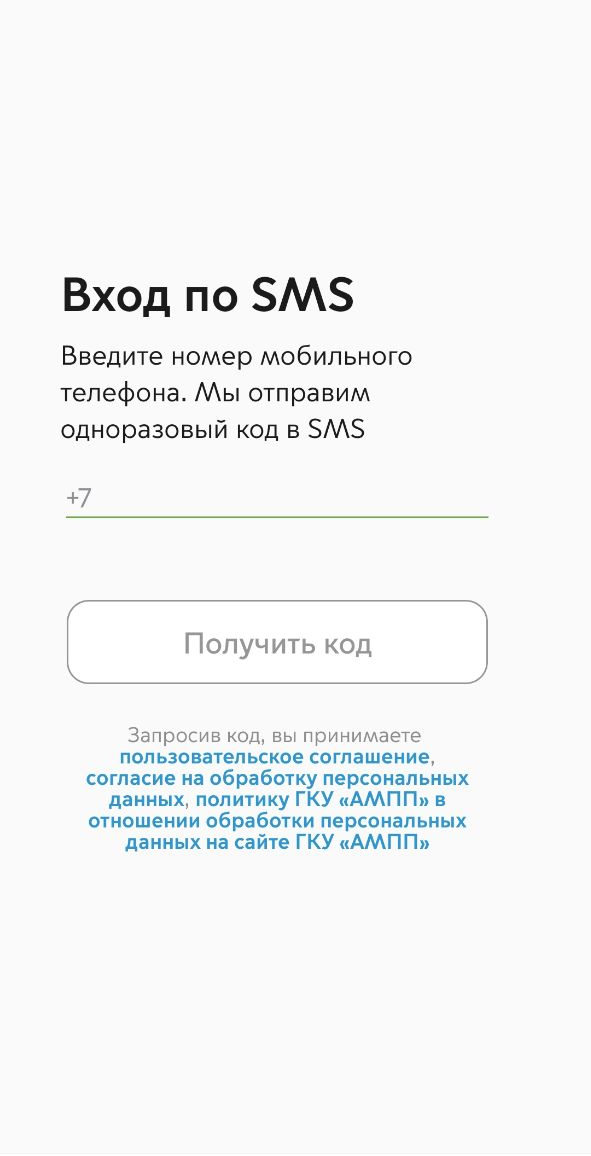 Вход по SMS
Введите номер мобильного
телефона. Мы отправим
одноразовый код в SMS
+7
Получить код
Запросив код, вы принимаете
пользовательское соглашение,
согласие на обработку персональных
данных, политику ГКУ «АМПП» в
отношении обработки персональных
данных на сайте ГКУ «АМПП»